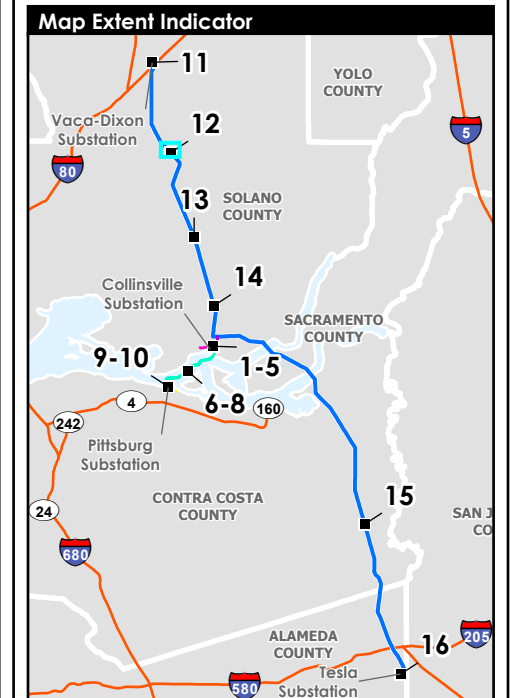 Map Extent Indicator
11
YOLO
COUNTY
Vaca-Dixon
Substation
12
5
80
13
SOLANO
COUNTY
14
Collinsville
Substation
SACRAMENTO
COUNTY
9-10
1-5
6-8
4
160
242
Pittsburg
Substation
15
CONTRA COSTA
COUNTY
24
SAN J
CO
680
ALAMEDA
COUNTY
205
16
Tesla
Substation
580